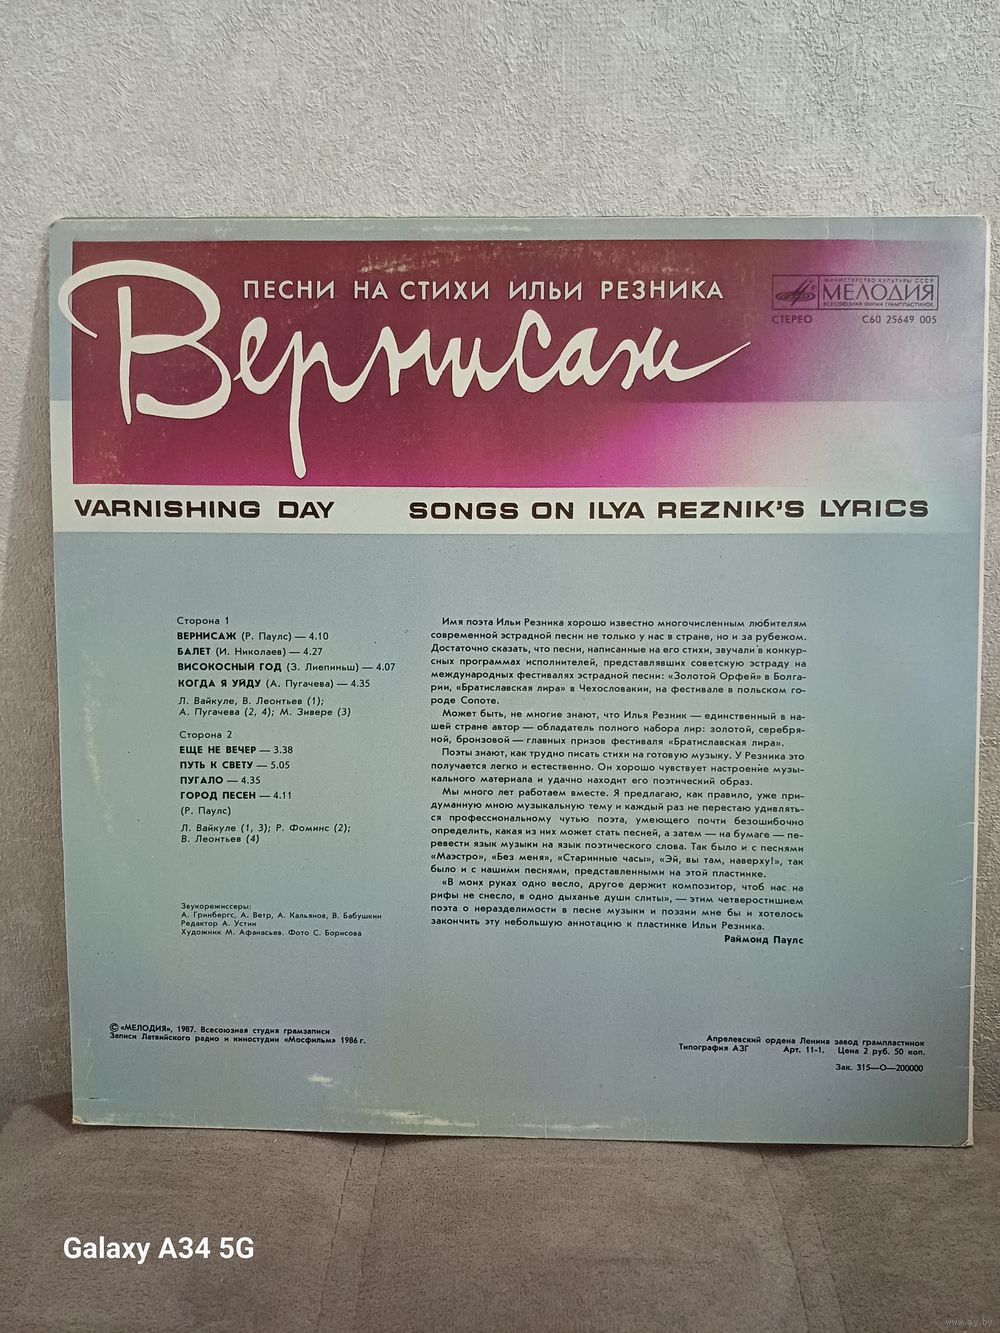 ПЕСНИ НА СТИХИ ИЛЬИ РЕЗНИКА
Вернисаж
МИНИСТЕРСТВО КУЛЬТУРЫ СССР
МЕЛОДИЯ
ВСЕСОЮЗНАЯ ФИРМА ГРАМПЛАСТИНОК
СТЕРЕО С60 25649 005
VARNISHING DAY SONGS ON ILYA REZNIK'S LYRICS
Сторона 1
ВЕРНИСАЖ (Р. Паулс) — 4.10
БАЛЕТ (И. Николаев) — 4.27
ВИСОКОСНЫЙ ГОД (З. Лиепиньш) — 4.07
КОГДА Я УЙДУ (А. Пугачева) — 4.35
Л. Вайкуле, В. Леонтьев (1);
А. Пугачева (2, 4); М. Зивере (3)
Сторона 2
ЕЩЕ НЕ ВЕЧЕР — 3.38
ПУТЬ К СВЕТУ — 5.05
ПУГАЛО — 4.35
ГОРОД ПЕСЕН — 4.11
(Р. Паулс)
Л. Вайкуле (1, 3); Р. Фоминс (2);
В. Леонтьев (4)
Звукорежиссеры:
А. Гринбергс, А. Ветр, А. Кальянов, В. Бабушкин
Редактор А. Устин
Художник М. Афанасьев. Фото С. Борисова
Имя поэта Ильи Резника хорошо известно многочисленным любителям
современной эстрадной песни не только у нас в стране, но и за рубежом.
Достаточно сказать, что песни, написанные на его стихи, звучали в конкур-
сных программах исполнителей, представлявших советскую эстраду на
международных фестивалях эстрадной песни: «Золотой Орфей» в Болга-
рии, «Братиславская лира» в Чехословакии, на фестивале в польском го-
роде Сопоте.
Может быть, не многие знают, что Илья Резник — единственный в на-
шей стране автор — обладатель полного набора лир: золотой, серебря-
ной, бронзовой — главных призов фестиваля «Братиславская лира».
Поэты знают, как трудно писать стихи на готовую музыку. У Резника это
получается легко и естественно. Он хорошо чувствует настроение музы-
кального материала и удачно находит его поэтический образ.
Мы много лет работаем вместе. Я предлагаю, как правило, уже при-
думанную мною музыкальную тему и каждый раз не перестаю удивлять-
ся профессиональному чутью поэта, умеющего почти безошибочно
определить, какая из них может стать песней, а затем — на бумаге — пе-
ревести язык музыки на язык поэтического слова. Так было и с песнями
«Маэстро», «Без меня», «Старинные часы», «Эй, вы там, наверху!», так
было и с нашими песнями, представленными на этой пластинке.
«В моих руках одно весло, другое держит композитор, чтоб нас на
рифы не снесло, в одно дыханье души слиты», — этим четверостишием
поэта о неразделимости в песне музыки и поэзии мне бы и хотелось
закончить эту небольшую аннотацию к пластинке Ильи Резника.
Раймонд Паулс
© «МЕЛОДИЯ», 1987. Всесоюзная студия грамзаписи
Записи Латвийского радио и киностудии «Мосфильм» 1986 г.
Апрелевский ордена Ленина завод грампластинок
Типография АЗГ Арт. 11-1. Цена 2 руб. 50 коп.
Зак. 315—О—200000
Galaxy A34 5G
www.ay.by